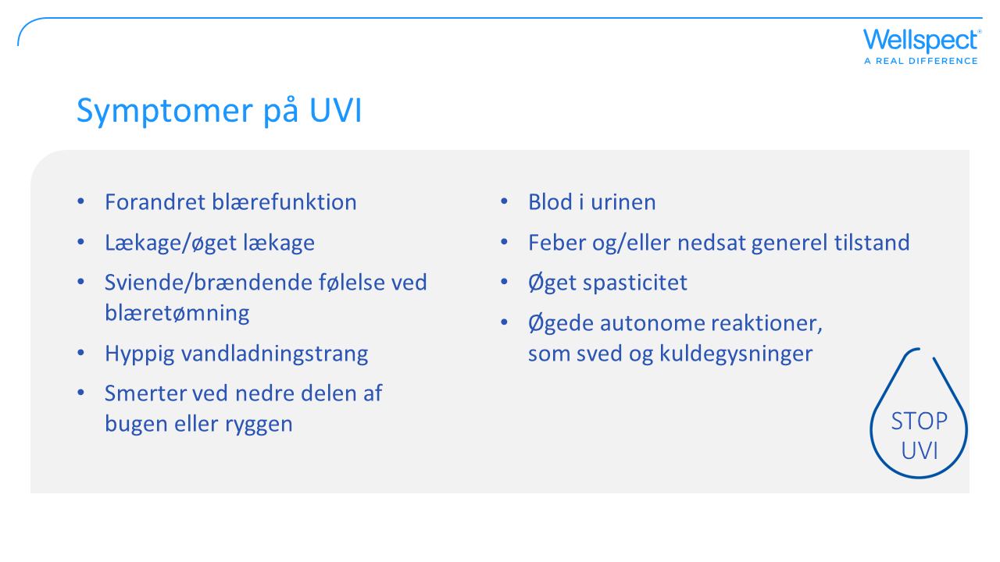 Wellspect®
A REAL DIFFERENCE
Symptomer på UVI
• Forandret blærefunktion
• Lækage/øget lækage
• Sviende/brændende følelse ved
blæretømning
• Hyppig vandladningstrang
• Smerter ved nedre delen af
bugen eller ryggen
• Blod i urinen
• Feber og/eller nedsat generel tilstand
• Øget spasticitet
• Øgede autonome reaktioner,
som sved og kuldegysninger
STOP
UVI